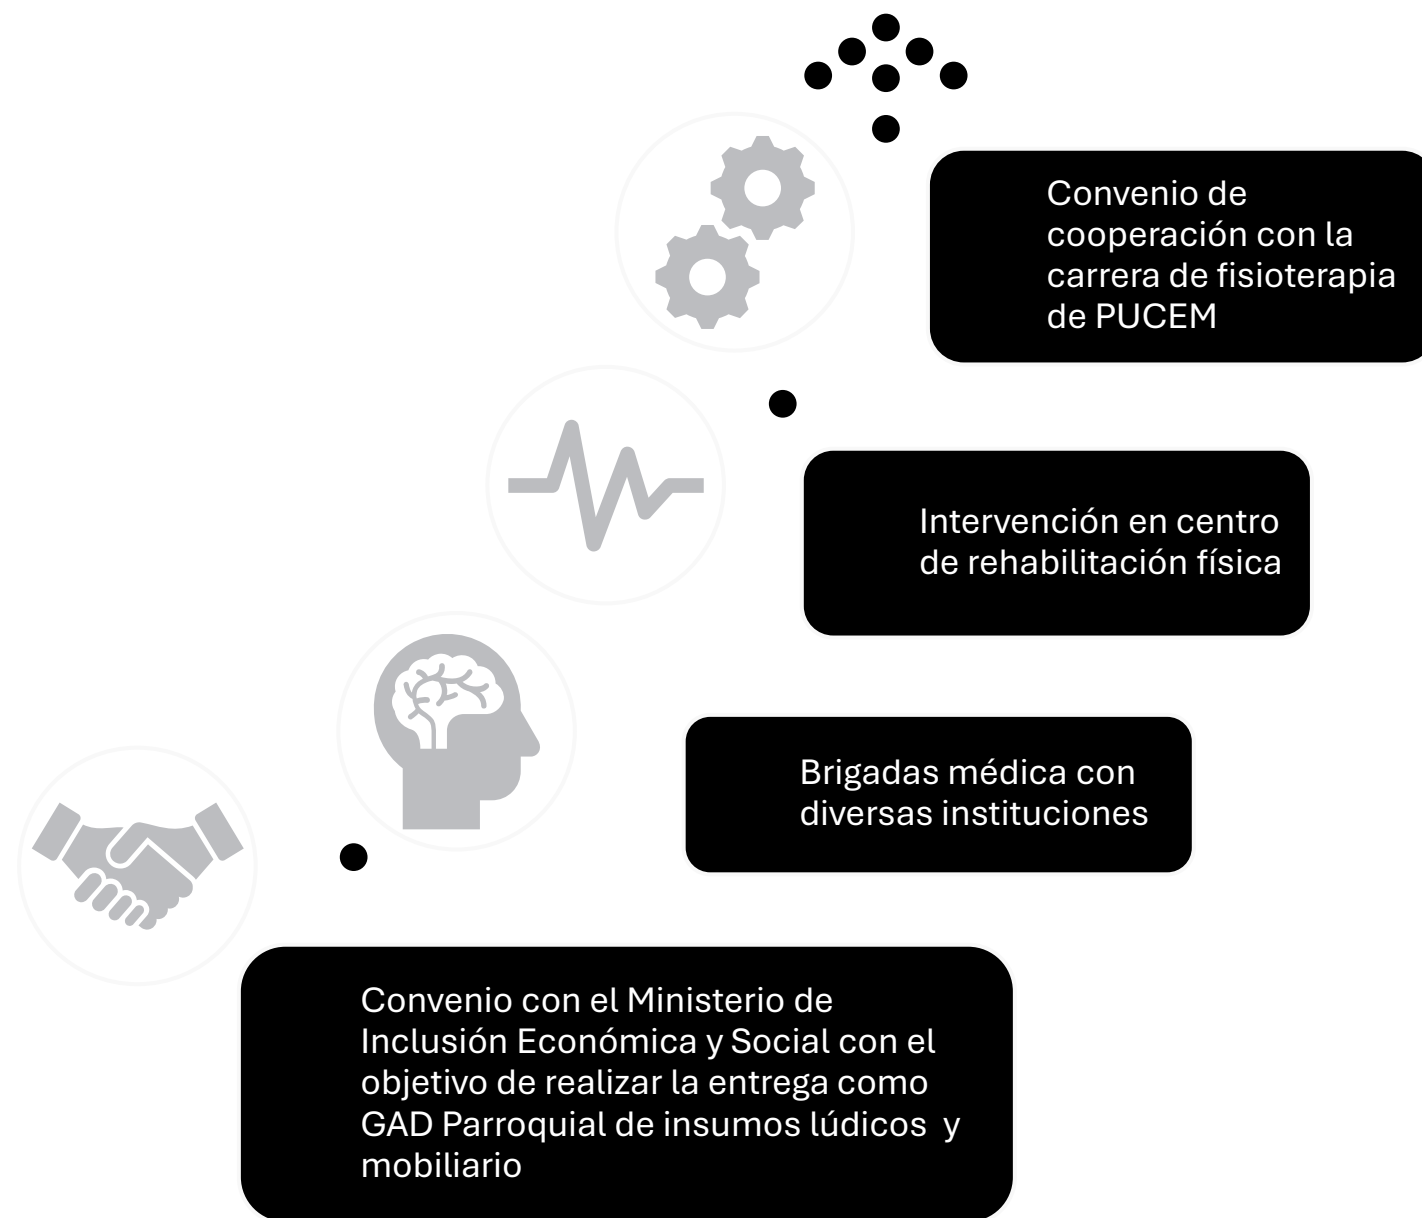 Convenio de
cooperación con la
carrera de fisioterapia
de PUCEM
Intervención en centro
de rehabilitación física
Brigadas médica con
diversas instituciones
Convenio con el Ministerio de
Inclusión Económica y Social con el
objetivo de realizar la entrega como
GAD Parroquial de insumos lúdicos  y
mobiliario